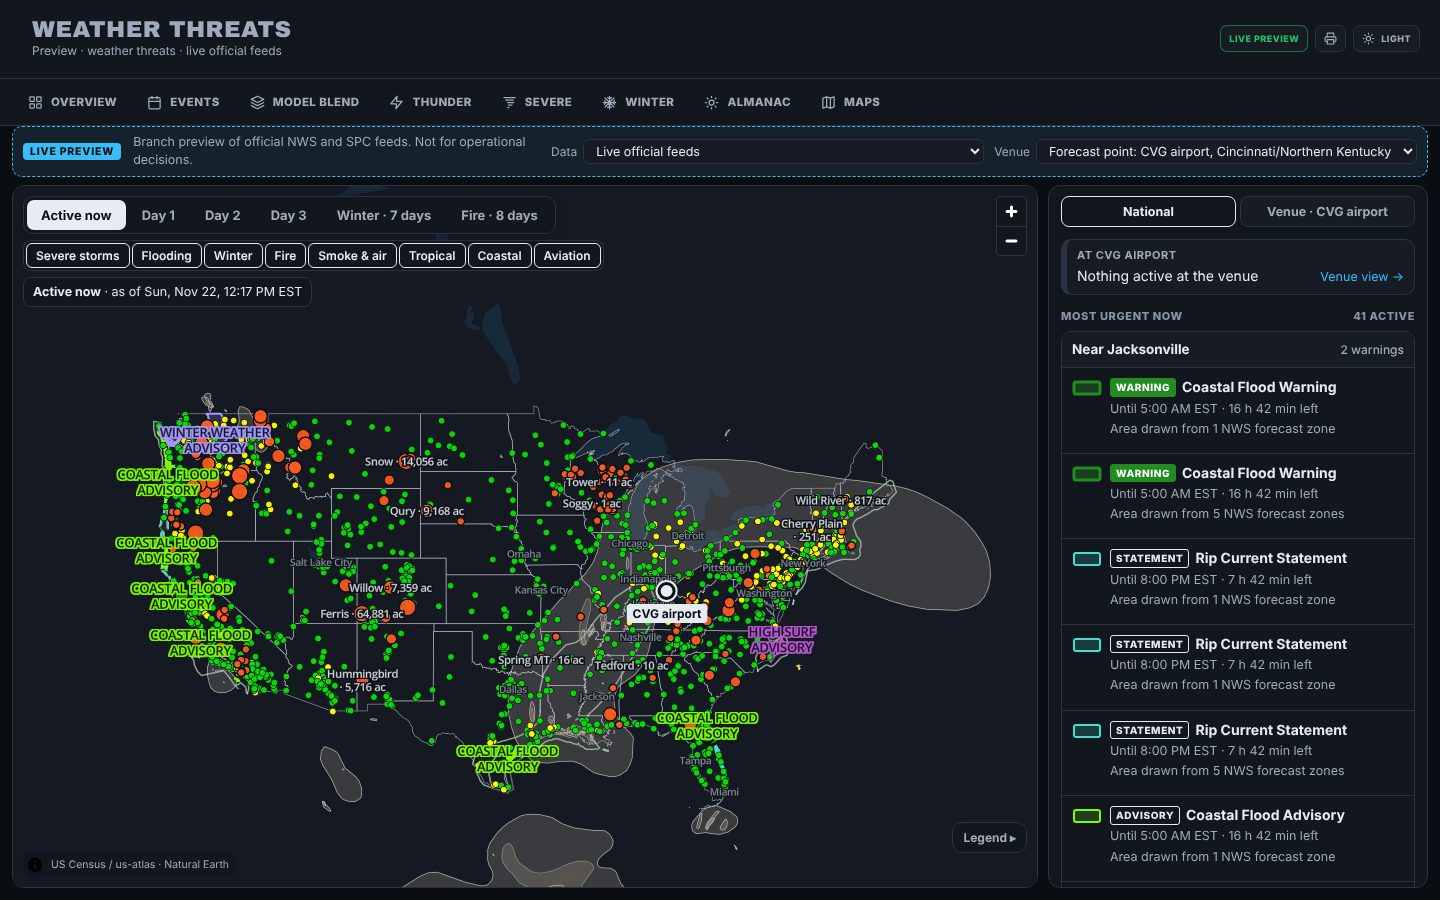 WEATHER THREATS
Preview · weather threats · live official feeds
LIVE PREVIEW
LIGHT
OVERVIEW
EVENTS
MODEL BLEND
THUNDER
SEVERE
WINTER
ALMANAC
MAPS
LIVE PREVIEW
Branch preview of official NWS and SPC feeds. Not for operational
decisions.
Data
Live official feeds
Venue
Forecast point: CVG airport, Cincinnati/Northern Kentucky
Active now
Day 1
Day 2
Day 3
Winter · 7 days
Fire · 8 days
Severe storms
Flooding
Winter
Fire
Smoke & air
Tropical
Coastal
Aviation
Active now · as of Sun, Nov 22, 12:17 PM EST
+
−
WINTER WEATHER
ADVISORY
COASTAL FLOOD
ADVISORY
Snow · 14,056 ac
Tower · 11 ac
Soggy · 1 ac
Wild River · 817 ac
Qury · 9,168 ac
Cherry Plain
· 251 ac
COASTAL FLOOD
ADVISORY
Chicago
Detroit
Omaha
Salt Lake City
Pittsburgh
New York
Indianapolis
COASTAL FLOOD
ADVISORY
Willow · 7,359 ac
Kansas City
Washington
Ferris · 64,881 ac
CVG airport
COASTAL FLOOD
ADVISORY
Nashville
HIGH SURF
ADVISORY
Spring MT · 16 ac
Tedford · 10 ac
Hummingbird
· 5,716 ac
Dallas
Jackson
COASTAL FLOOD
ADVISORY
COASTAL FLOOD
ADVISORY
Tampa
Miami
Legend ▸
US Census / us-atlas · Natural Earth
National
Venue · CVG airport
AT CVG AIRPORT
Nothing active at the venue
Venue view →
MOST URGENT NOW
41 ACTIVE
Near Jacksonville
2 warnings
WARNING Coastal Flood Warning
Until 5:00 AM EST · 16 h 42 min left
Area drawn from 1 NWS forecast zone
WARNING Coastal Flood Warning
Until 5:00 AM EST · 16 h 42 min left
Area drawn from 5 NWS forecast zones
STATEMENT Rip Current Statement
Until 8:00 PM EST · 7 h 42 min left
Area drawn from 1 NWS forecast zone
STATEMENT Rip Current Statement
Until 8:00 PM EST · 7 h 42 min left
Area drawn from 1 NWS forecast zone
STATEMENT Rip Current Statement
Until 8:00 PM EST · 7 h 42 min left
Area drawn from 5 NWS forecast zones
ADVISORY Coastal Flood Advisory
Until 5:00 AM EST · 16 h 42 min left
Area drawn from 1 NWS forecast zone